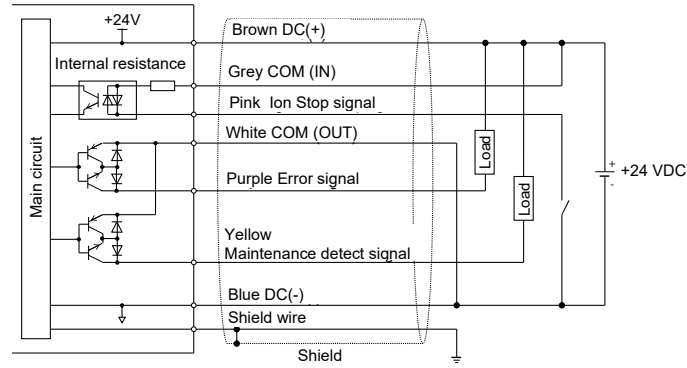 +24V
Brown DC(+)
Internal resistance
Grey COM (IN)
Pink Ion Stop signal
White COM (OUT)
Main circuit
Load
+
+24 VDC
-
Purple Error signal
Load
Yellow
Maintenance detect signal
Blue DC(-)
Shield wire
Shield